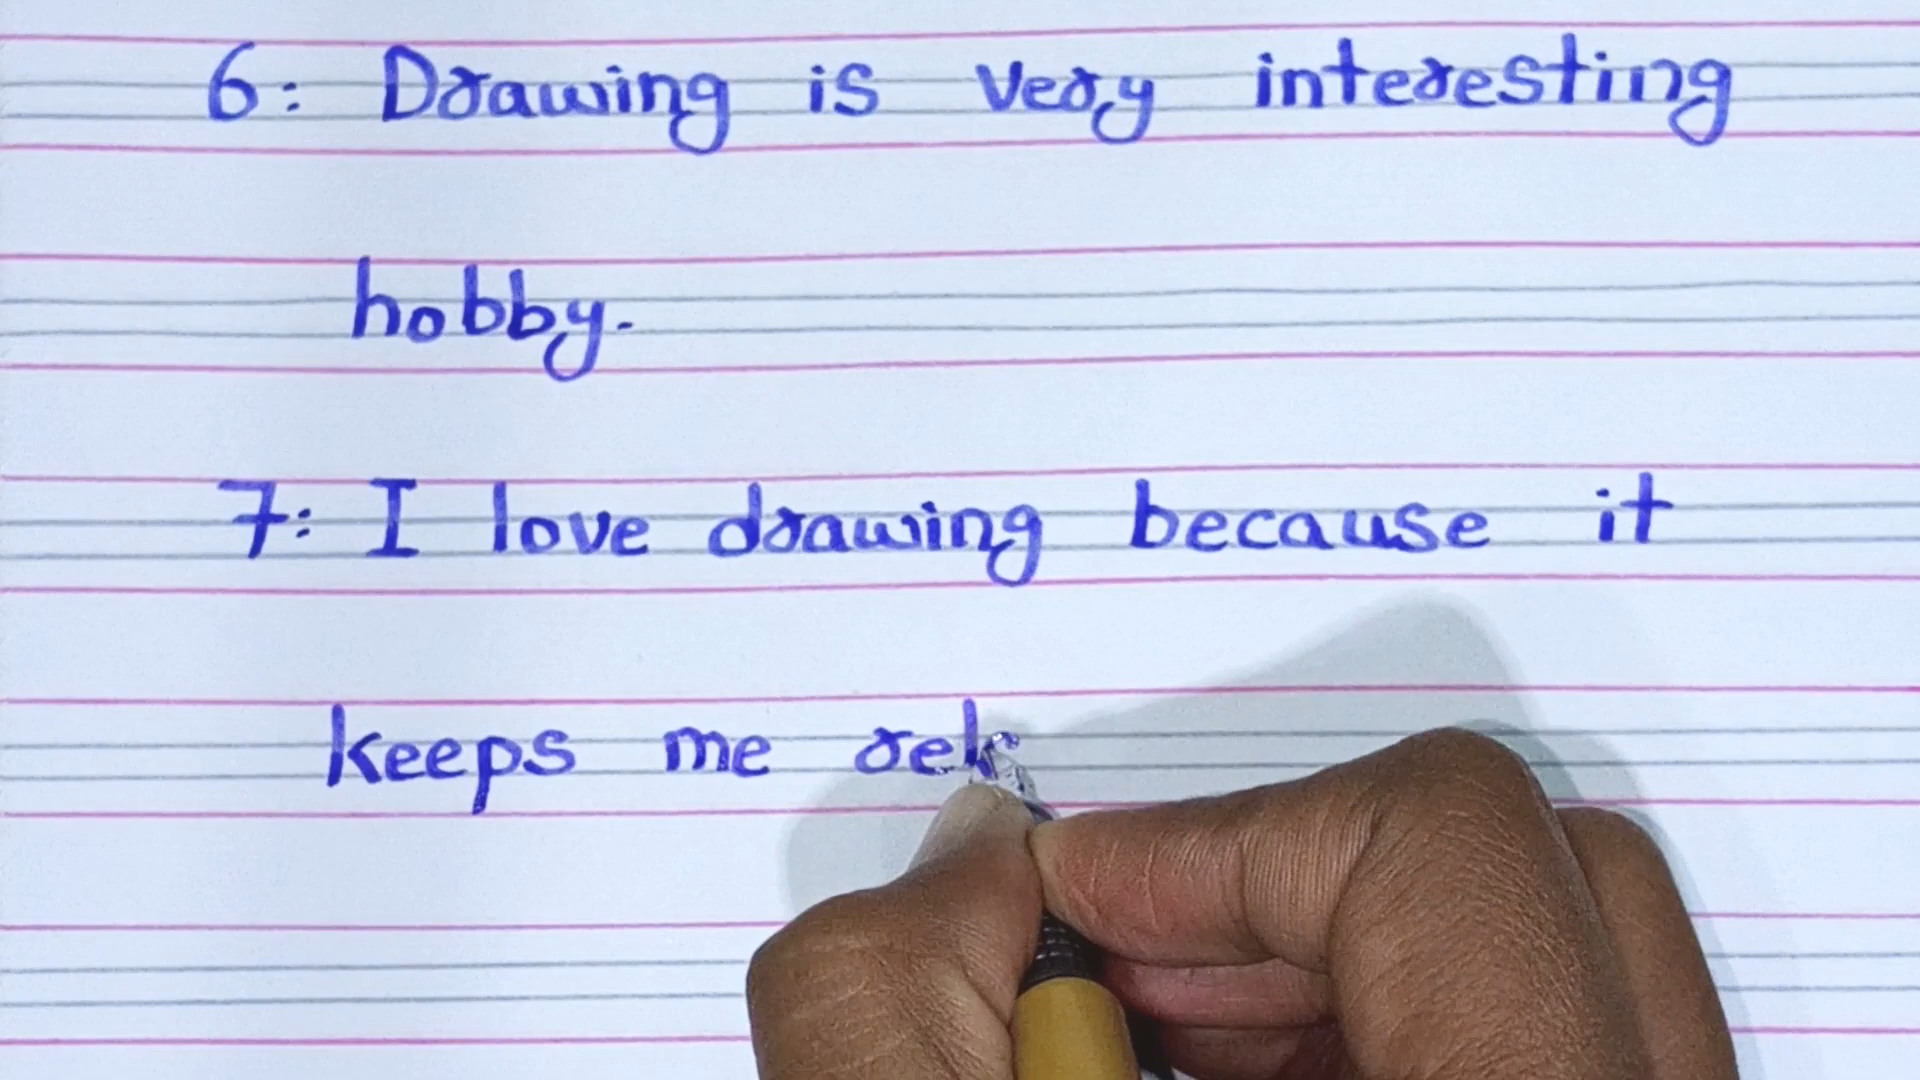 6: Drawing is very interesting
hobby.
7: I love drawing because it
keeps me